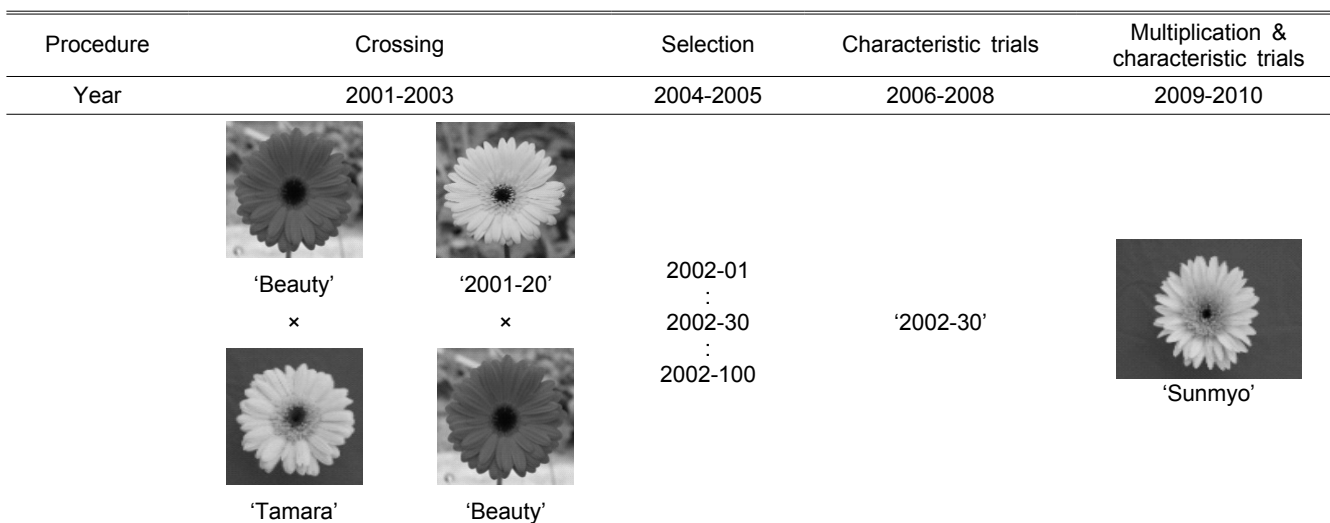 Procedure Crossing Selection Characteristic trials Multiplication & characteristic trials
Year 2001-2003 2004-2005 2006-2008 2009-2010
‘Beauty’ ‘2001-20’
× ×
‘Tamara’ ‘Beauty’
2002-01
:
2002-30
:
2002-100
‘2002-30’
‘Sunmyo’